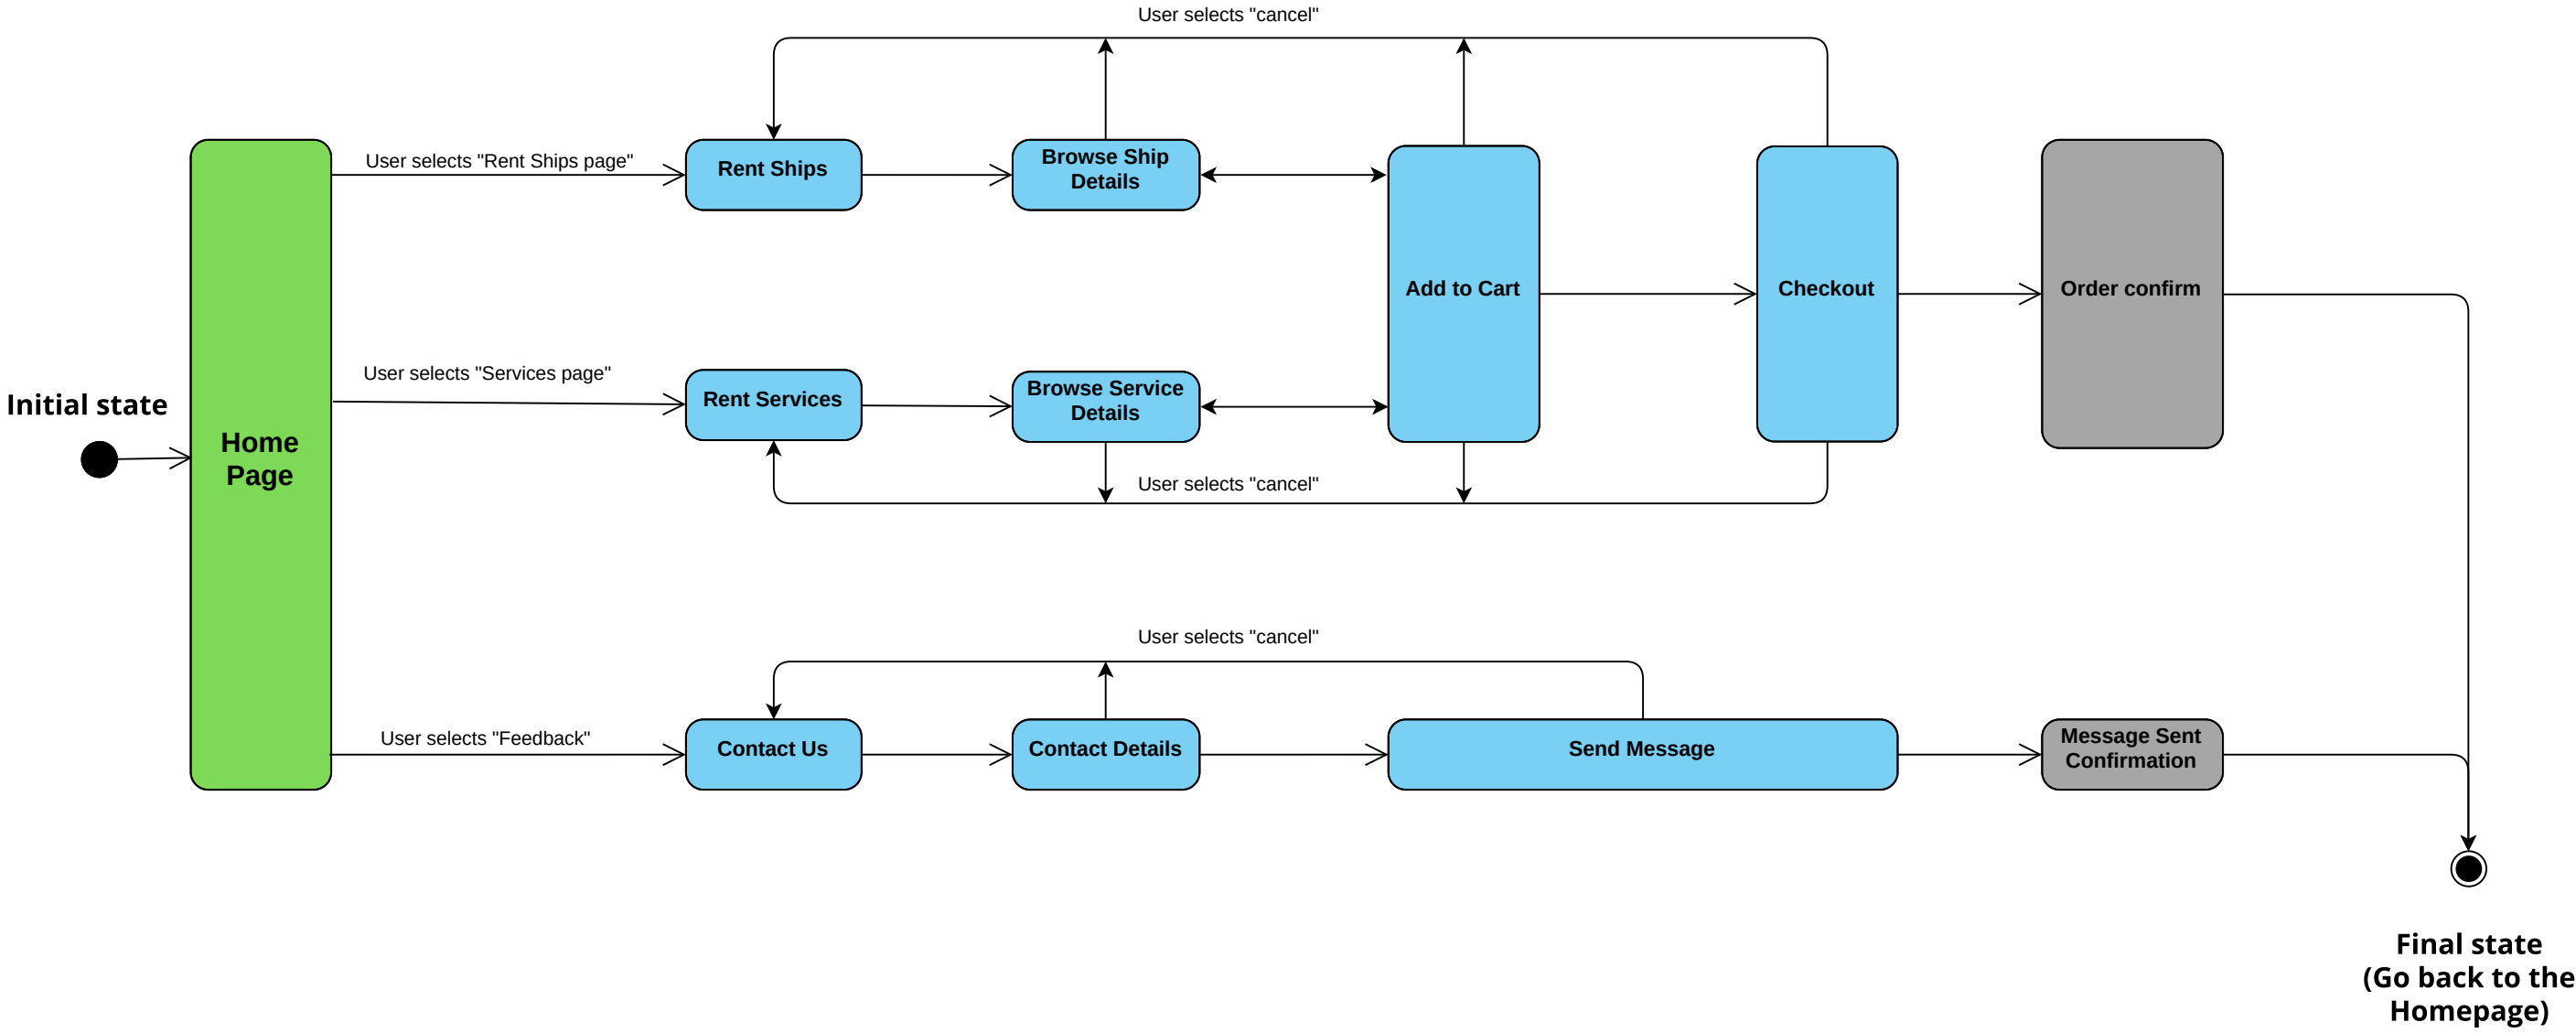 User selects "cancel"
User selects "Rent Ships page"
Rent Ships
Browse Ship
Details
Add to Cart
Checkout
Order confirm
User selects "Services page"
Rent Services
Browse Service
Details
Initial state
Home
Page
User selects "cancel"
User selects "cancel"
User selects "Feedback"
Contact Us
Contact Details
Send Message
Message Sent
Confirmation
Final state
(Go back to the
Homepage)